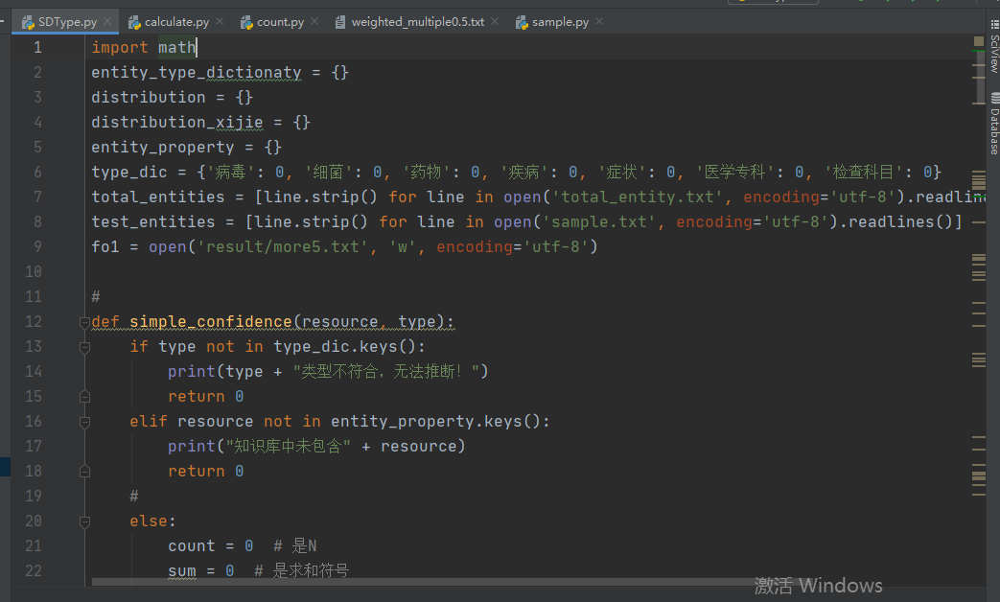 SDType.py calculate.py count.py weighted_multiple0.5.txt sample.py
SciView
Database
1 import math
2 entity_type_dictionaty = {}
3 distribution = {}
4 distribution_xijie = {}
5 entity_property = {}
6 type_dic = {'病毒': 0, '细菌': 0, '药物': 0, '疾病': 0, '症状': 0, '医学专科': 0, '检查科目': 0}
7 total_entities = [line.strip() for line in open('total_entity.txt', encoding='utf-8').readlin
8 test_entities = [line.strip() for line in open('sample.txt', encoding='utf-8').readlines()]
9 fo1 = open('result/more5.txt', 'w', encoding='utf-8')
10
11 #
12 def simple_confidence(resource, type):
13 if type not in type_dic.keys():
14 print(type + "类型不符合，无法推断！")
15 return 0
16 elif resource not in entity_property.keys():
17 print("知识库中未包含" + resource)
18 return 0
19 #
20 else:
21 count = 0 # 是N
22 sum = 0 # 是求和符号
激活 Windows